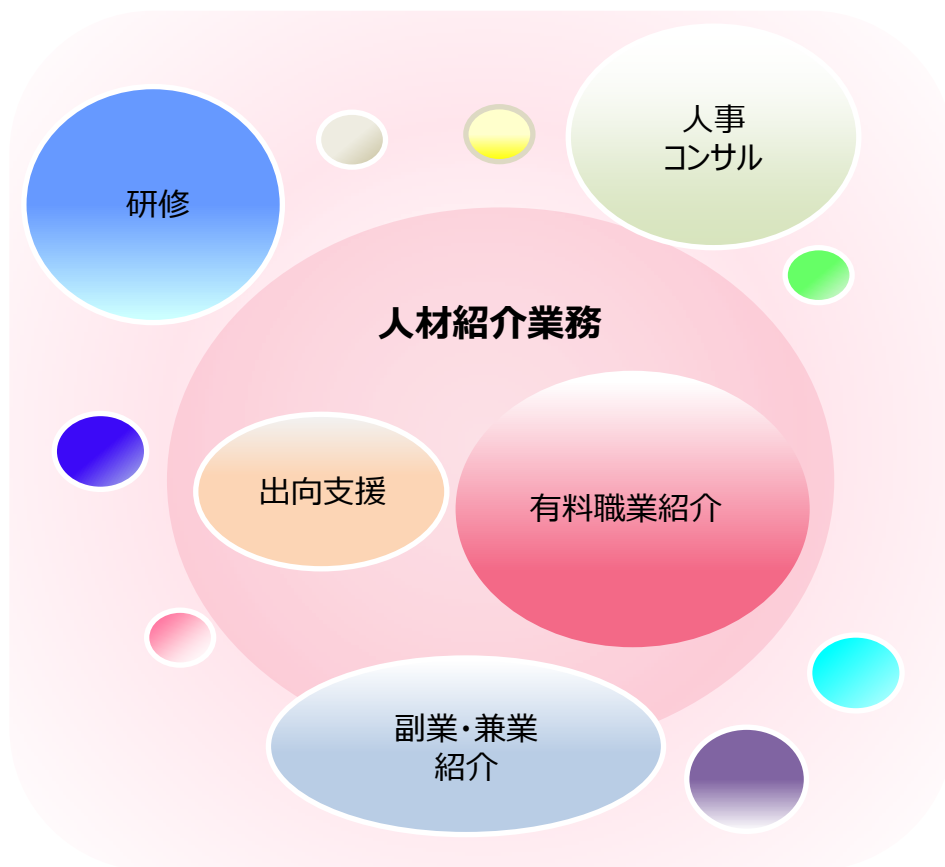 人事
コンサル
研修
人材紹介業務
出向支援
有料職業紹介
副業・兼業
紹介